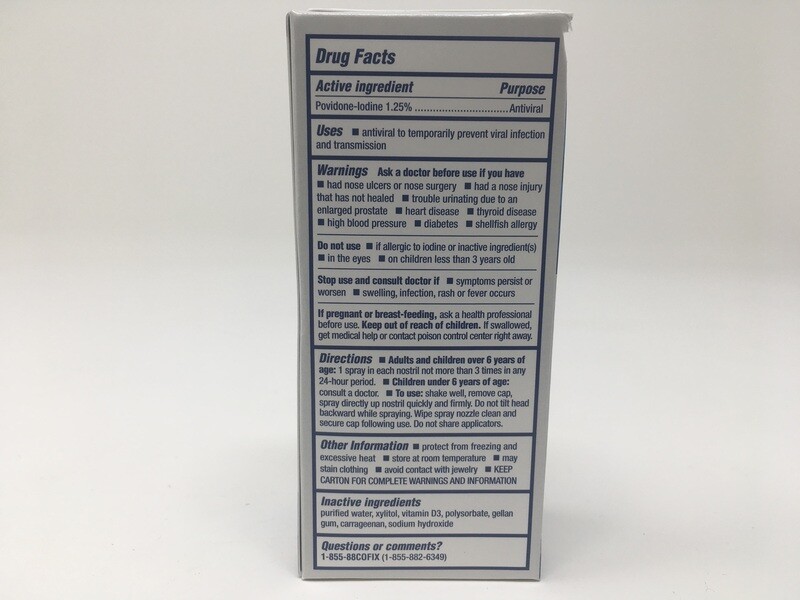 Drug Facts
Active ingredient Purpose
Povidone-Iodine 1.25% ............................... Antiviral
Uses ■ antiviral to temporarily prevent viral infection
and transmission
Warnings Ask a doctor before use if you have
■ had nose ulcers or nose surgery ■ had a nose injury
that has not healed ■ trouble urinating due to an
enlarged prostate ■ heart disease ■ thyroid disease
■ high blood pressure ■ diabetes ■ shellfish allergy
Do not use ■ if allergic to iodine or inactive ingredient(s)
■ in the eyes ■ on children less than 3 years old
Stop use and consult doctor if ■ symptoms persist or
worsen ■ swelling, infection, rash or fever occurs
If pregnant or breast-feeding, ask a health professional
before use. Keep out of reach of children. If swallowed,
get medical help or contact poison control center right away.
Directions ■ Adults and children over 6 years of
age: 1 spray in each nostril not more than 3 times in any
24-hour period. ■ Children under 6 years of age:
consult a doctor. ■ To use: shake well, remove cap,
spray directly up nostril quickly and firmly. Do not tilt head
backward while spraying. Wipe spray nozzle clean and
secure cap following use. Do not share applicators.
Other Information ■ protect from freezing and
excessive heat ■ store at room temperature ■ may
stain clothing ■ avoid contact with jewelry ■ KEEP
CARTON FOR COMPLETE WARNINGS AND INFORMATION
Inactive ingredients
purified water, xylitol, vitamin D3, polysorbate, gellan
gum, carrageenan, sodium hydroxide
Questions or comments?
1-855-88COFIX (1-855-882-6349)